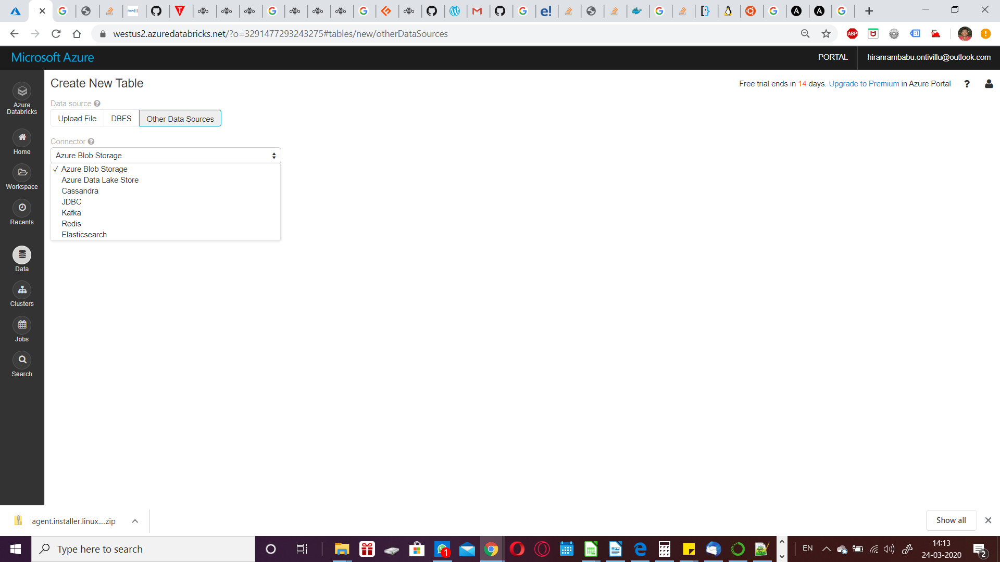 westus2.azuredatabricks.net/?o=3291477293243275#tables/new/otherDataSources
ABP
Microsoft Azure
PORTAL
hiranrambabu.ontivillu@outlook.com
Create New Table
Free trial ends in 14 days. Upgrade to Premium in Azure Portal
Azure
Databricks
Home
Workspace
Recents
Data
Clusters
Jobs
Search
Data source
Upload File
DBFS
Other Data Sources
Connector
Azure Blob Storage
✓ Azure Blob Storage
Azure Data Lake Store
Cassandra
JDBC
Kafka
Redis
Elasticsearch
agent.installer.linux....zip
Show all
Type here to search
1
EN
14:13
24-03-2020
2